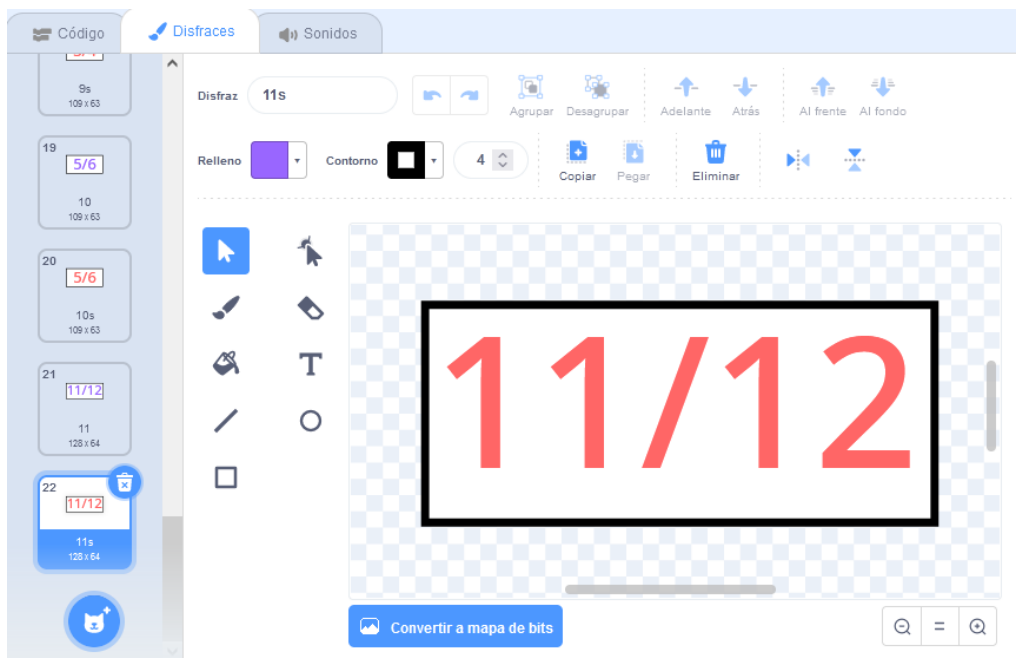 Código
Disfraces
Sonidos
9s
109 x 63
19
5/6
10
109 x 63
20
5/6
10s
109 x 63
21
11/12
11
128 x 64
22
11/12
11s
128 x 64
Disfraz 11s
Agrupar Desagrupar Adelante Atrás Al frente Al fondo
Relleno Contorno 4
Copiar Pegar Eliminar
T
11/12
Convertir a mapa de bits
=